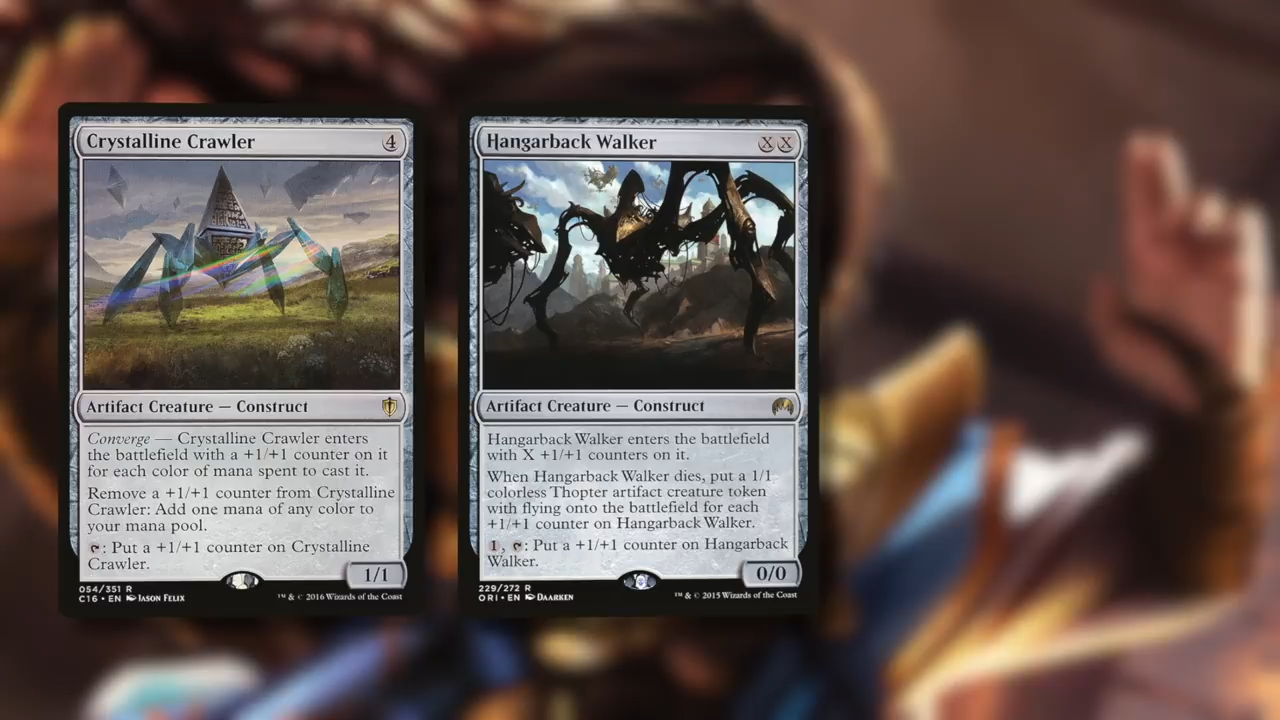 Crystalline Crawler 4
Artifact Creature — Construct
Converge — Crystalline Crawler enters
the battlefield with a +1/+1 counter on it
for each color of mana spent to cast it.
Remove a +1/+1 counter from Crystalline
Crawler: Add one mana of any color to
your mana pool.
: Put a +1/+1 counter on Crystalline
Crawler.
1/1
054/351 R
C16 • EN Jason Felix
™ & © 2016 Wizards of the Coast
Hangarback Walker XX
Artifact Creature — Construct
Hangarback Walker enters the battlefield
with X +1/+1 counters on it.
When Hangarback Walker dies, put a 1/1
colorless Thopter artifact creature token
with flying onto the battlefield for each
+1/+1 counter on Hangarback Walker.
1, : Put a +1/+1 counter on Hangarback
Walker.
0/0
229/272 R
ORI • EN Daarken
™ & © 2015 Wizards of the Coast